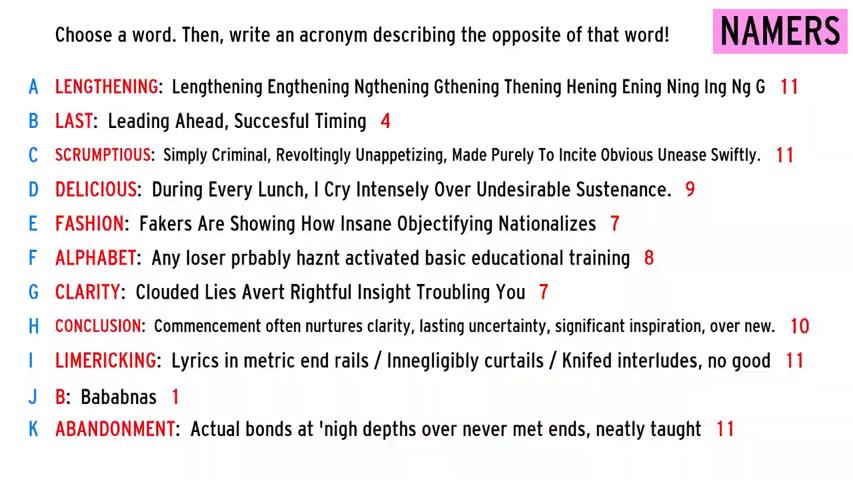 Choose a word. Then, write an acronym describing the opposite of that word! NAMERS
A LENGTHENING: Lengthening Engthening Ngthening Gthening Thening Hening Ening Ning Ing Ng G 11
B LAST: Leading Ahead, Succesful Timing 4
C SCRUMPTIOUS: Simply Criminal, Revoltingly Unappetizing, Made Purely To Incite Obvious Unease Swiftly. 11
D DELICIOUS: During Every Lunch, I Cry Intensely Over Undesirable Sustenance. 9
E FASHION: Fakers Are Showing How Insane Objectifying Nationalizes 7
F ALPHABET: Any loser prbably haznt activated basic educational training 8
G CLARITY: Clouded Lies Avert Rightful Insight Troubling You 7
H CONCLUSION: Commencement often nurtures clarity, lasting uncertainty, significant inspiration, over new. 10
I LIMERICKING: Lyrics in metric end rails / Innegligibly curtails / Knifed interludes, no good 11
J B: Bababnas 1
K ABANDONMENT: Actual bonds at 'nigh depths over never met ends, neatly taught 11